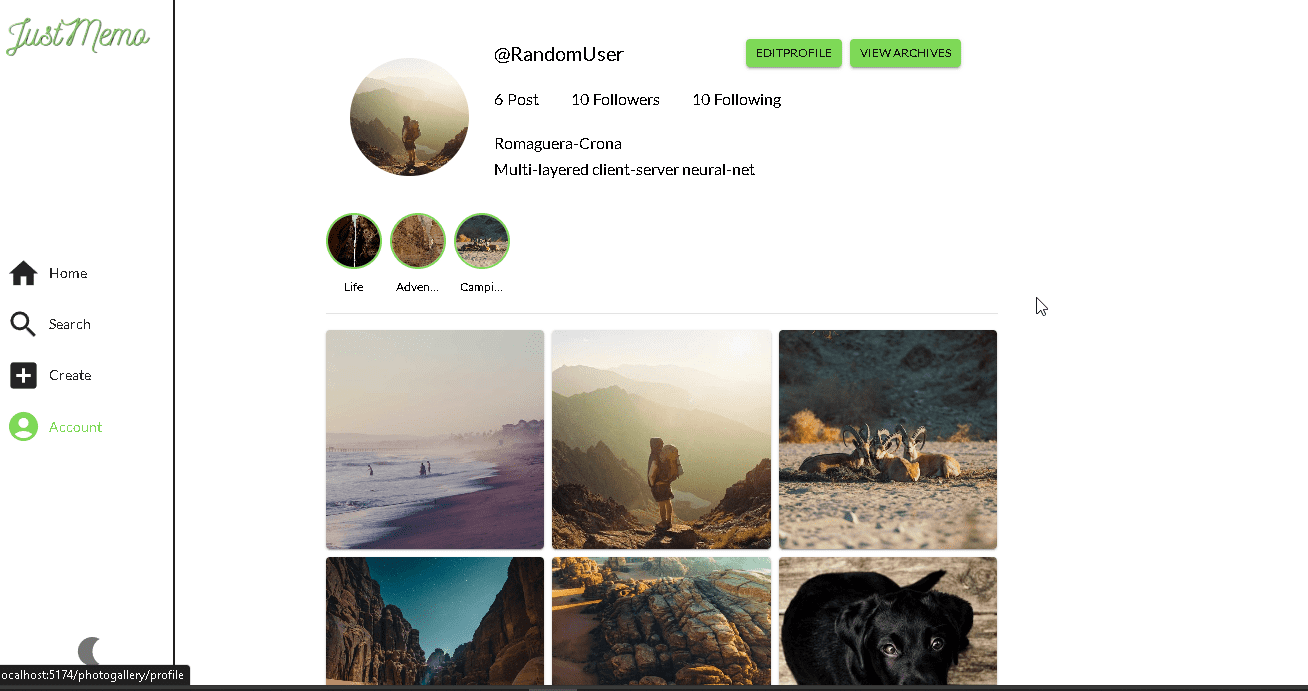 JustMemo
@RandomUser
EDITPROFILE
VIEW ARCHIVES
6 Post
10 Followers
10 Following
Romaguera-Crona
Multi-layered client-server neural-net
Life
Adven...
Campi...
Home
Search
Create
Account
ocalhost:5174/photogallery/profile